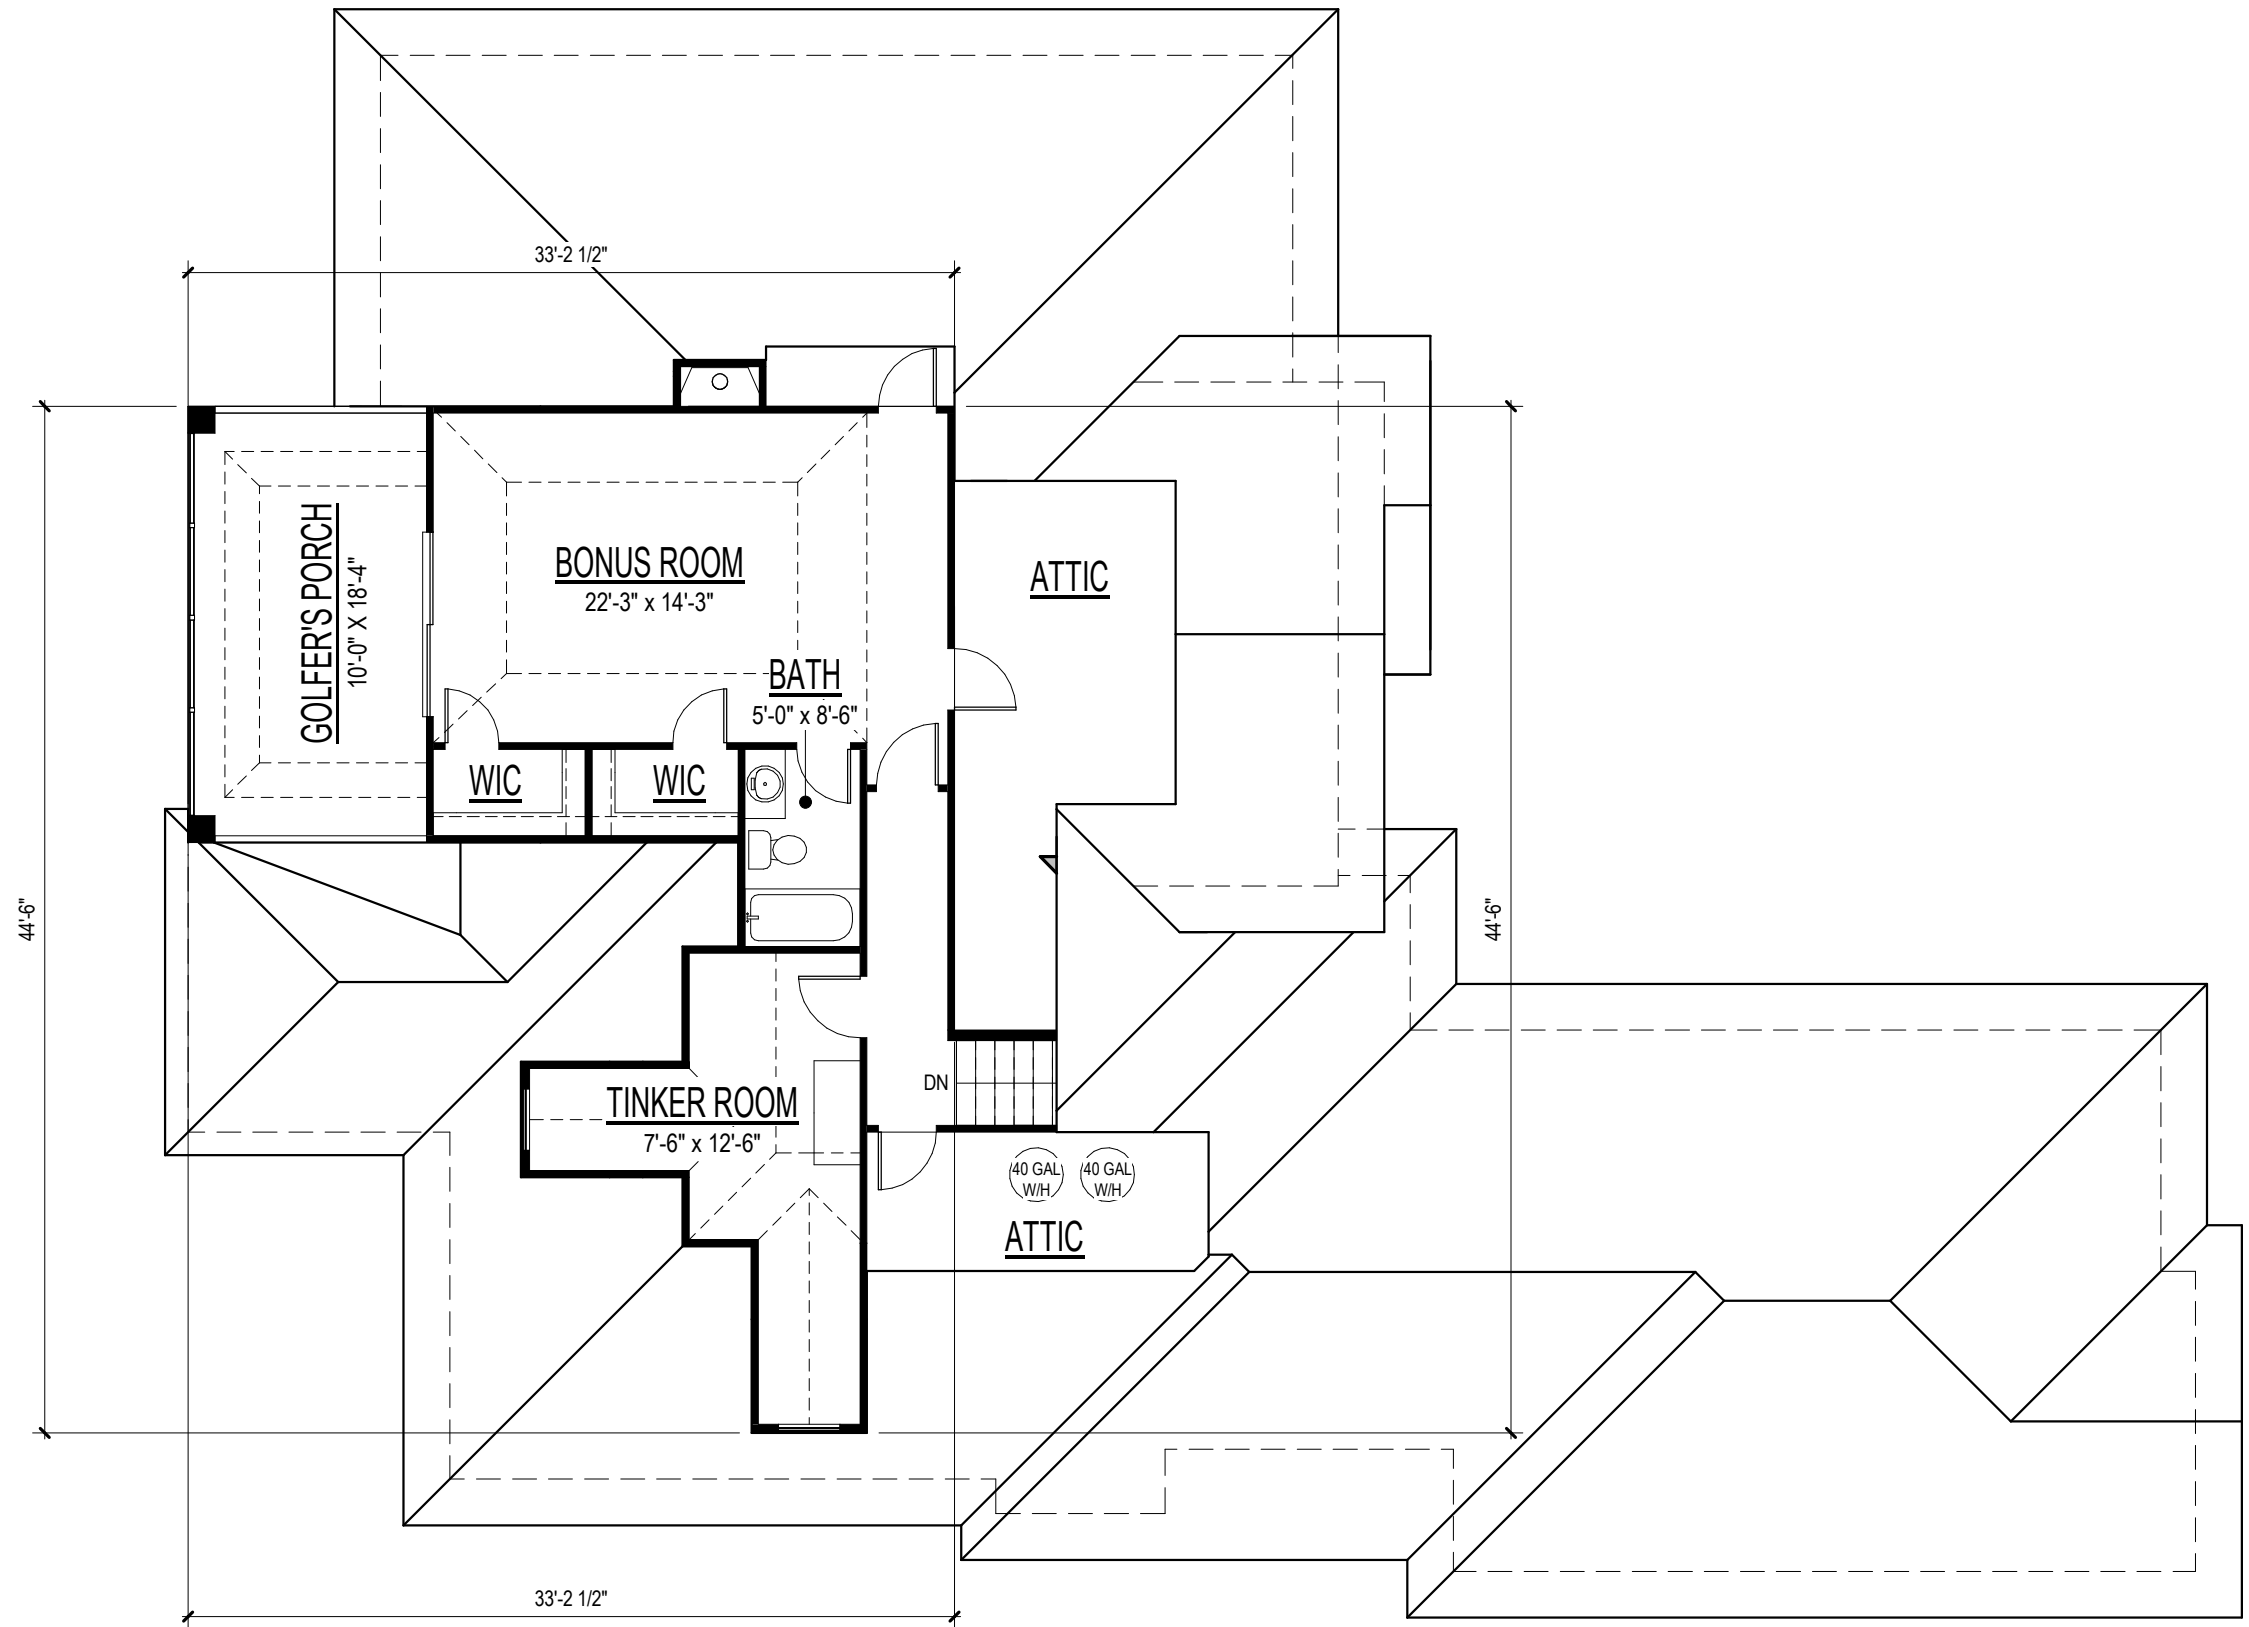 33'-2 1/2"
GOLFER'S PORCH
10'-0" X 18'-4"
BONUS ROOM
22'-3" x 14'-3"
ATTIC
BATH
5'-0" x 8'-6"
WIC
WIC
44'-6"
44'-6"
DN
TINKER ROOM
7'-6" x 12'-6"
40 GAL
W/H
40 GAL
W/H
ATTIC
33'-2 1/2"